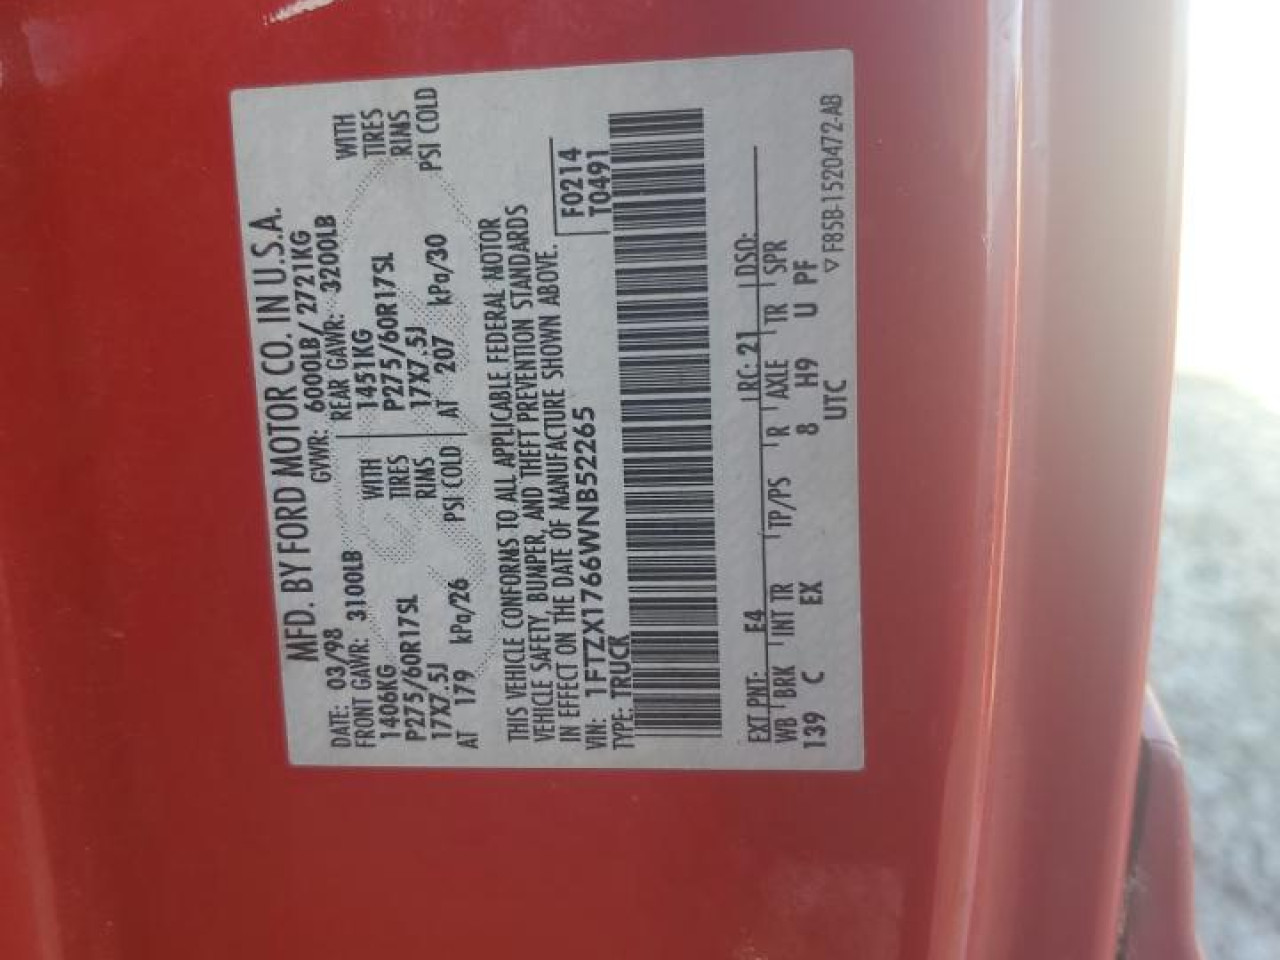 MFD. BY FORD MOTOR CO. IN U.S.A.
DATE: 03/98 GVWR: 6000LB/ 2721KG
FRONT GAWR: 3100LB REAR GAWR: 3200LB
1406KG WITH 1451KG WITH
P275/60R17SL TIRES P275/60R17SL TIRES
17X7.5J RIMS 17X7.5J RIMS
AT 179 kPa/26 PSI COLD AT 207 kPa/30 PSI COLD
THIS VEHICLE CONFORMS TO ALL APPLICABLE FEDERAL MOTOR
VEHICLE SAFETY, BUMPER, AND THEFT PREVENTION STANDARDS
IN EFFECT ON THE DATE OF MANUFACTURE SHOWN ABOVE.
VIN: 1FTZX1766WNB52265 F0214
TYPE: TRUCK T0491
EXT PNT: E4 RC: 21 DSO:
WB BRK INT TR TP/PS R AXLE TR SPR
139 C EX 8 H9 U PF
UTC
▽ F85B-1520472-AB